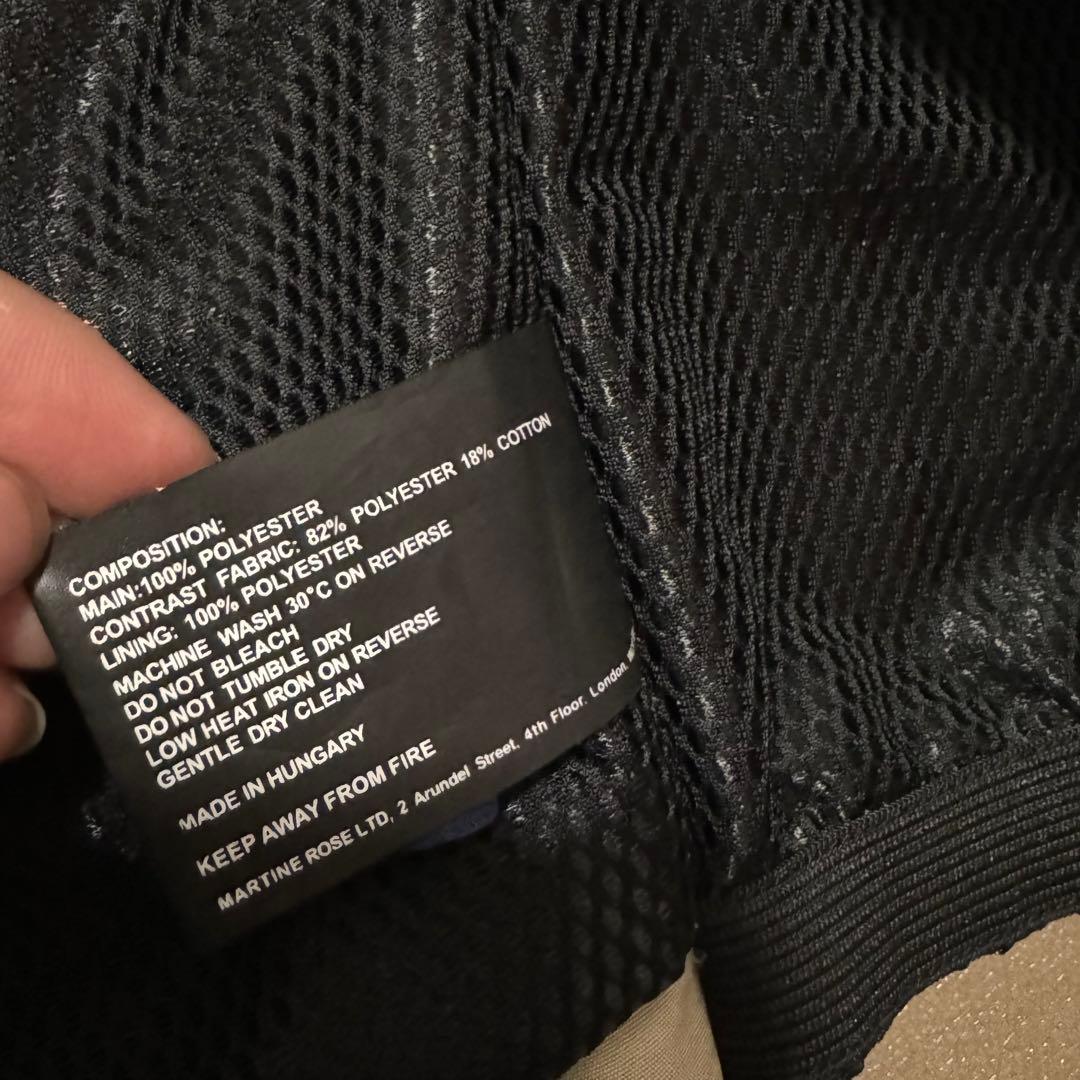 COMPOSITION:
MAIN:100% POLYESTER
CONTRAST FABRIC: 82% POLYESTER 18% COTTON
LINING: 100% POLYESTER
MACHINE WASH 30°C ON REVERSE
DO NOT BLEACH
DO NOT TUMBLE DRY
LOW HEAT IRON ON REVERSE
GENTLE DRY CLEAN
MADE IN HUNGARY
KEEP AWAY FROM FIRE
MARTINE ROSE LTD, 2 Arundel Street, 4th Floor, London,